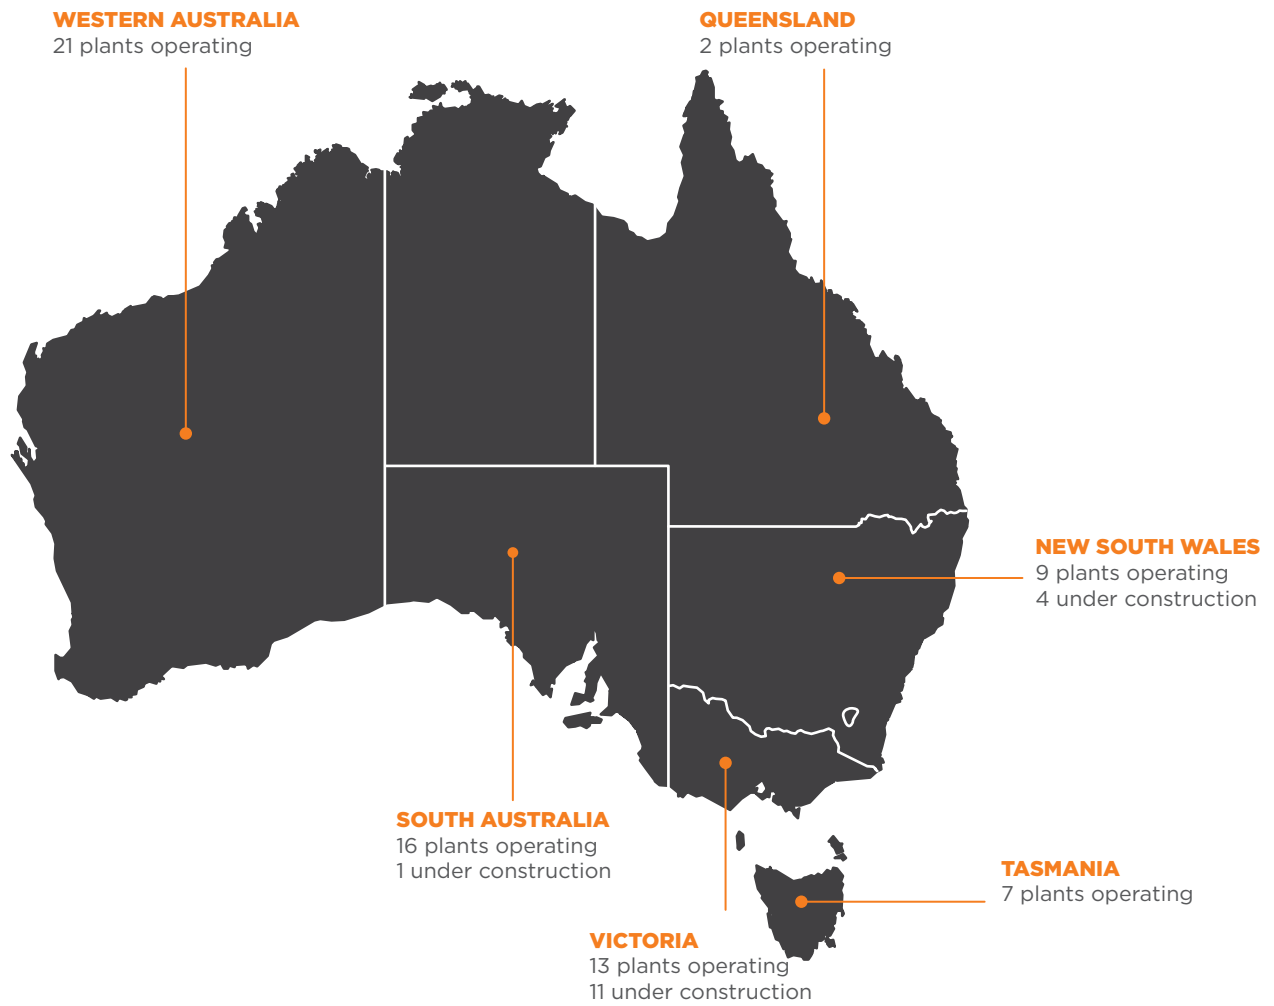 WESTERN AUSTRALIA
21 plants operating
QUEENSLAND
2 plants operating
NEW SOUTH WALES
9 plants operating
4 under construction
SOUTH AUSTRALIA
16 plants operating
1 under construction
TASMANIA
7 plants operating
VICTORIA
13 plants operating
11 under construction